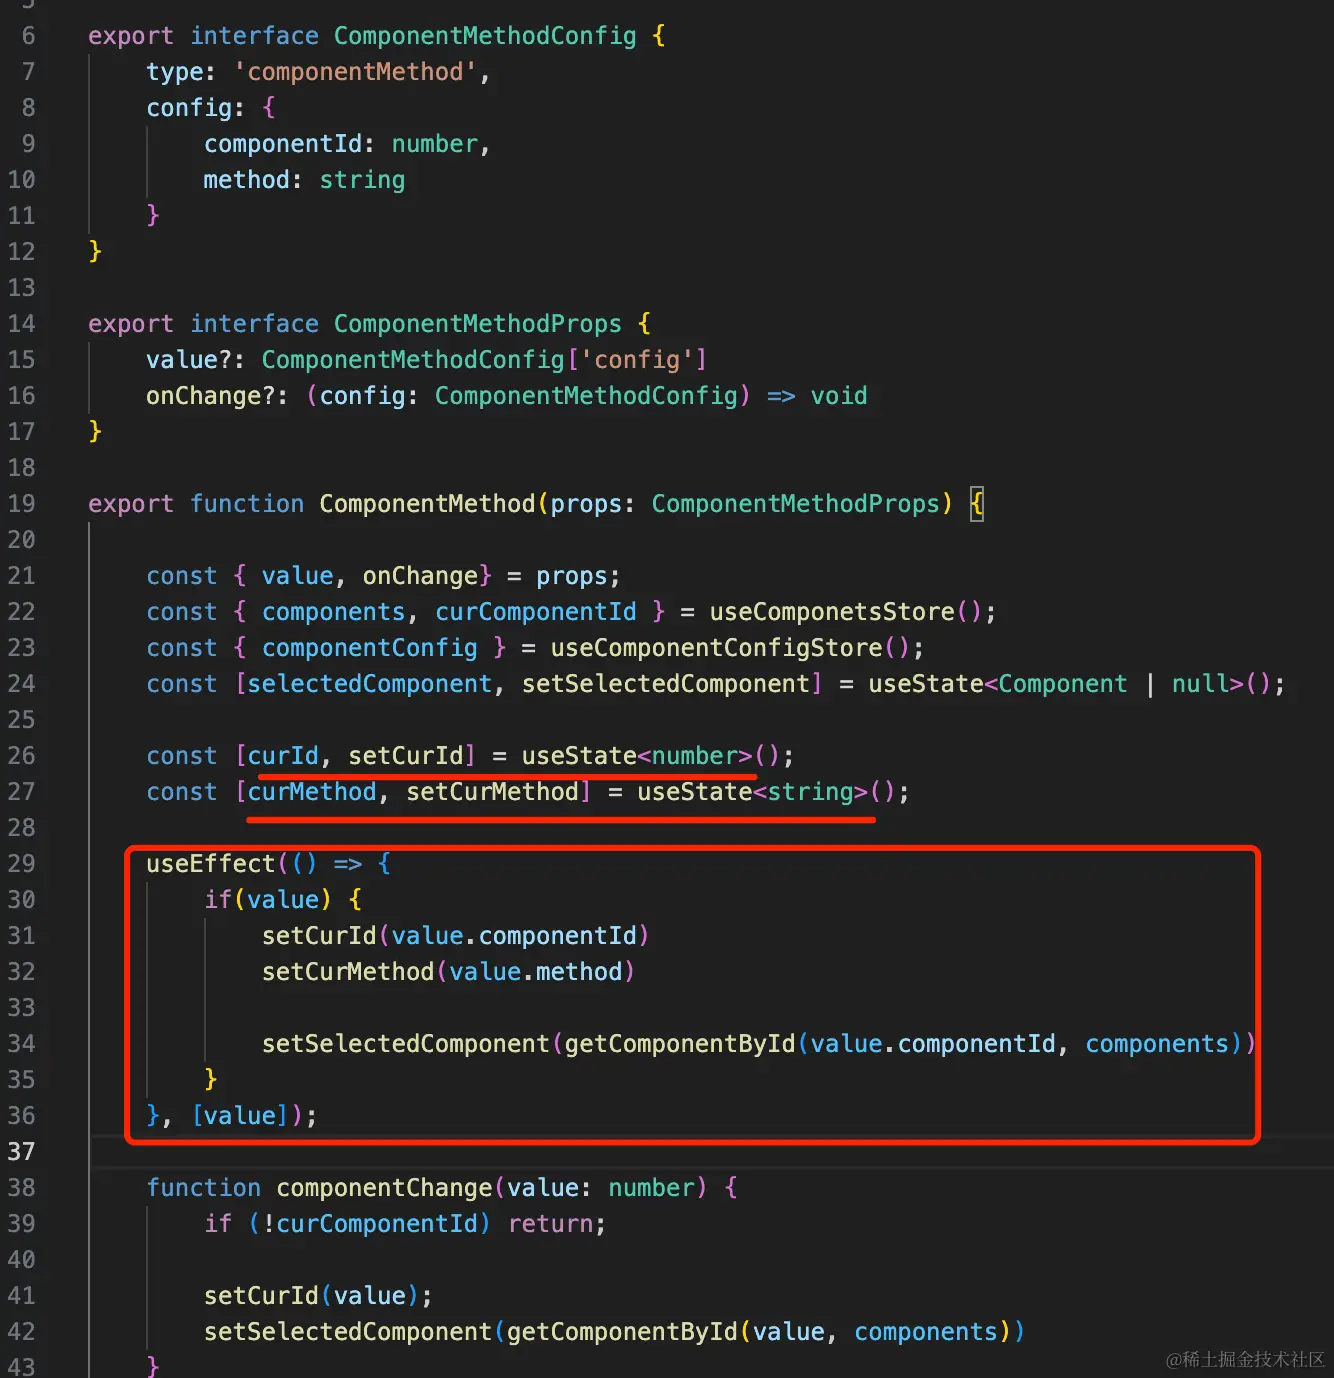 6 export interface ComponentMethodConfig {
7 type: 'componentMethod',
8 config: {
9 componentId: number,
10 method: string
11 }
12 }
13
14 export interface ComponentMethodProps {
15 value?: ComponentMethodConfig['config']
16 onChange?: (config: ComponentMethodConfig) => void
17 }
18
19 export function ComponentMethod(props: ComponentMethodProps) {
20
21 const { value, onChange} = props;
22 const { components, curComponentId } = useComponetsStore();
23 const { componentConfig } = useComponentConfigStore();
24 const [selectedComponent, setSelectedComponent] = useState<Component | null>();
25
26 const [curId, setCurId] = useState<number>();
27 const [curMethod, setCurMethod] = useState<string>();
28
29 useEffect(() => {
30 if(value) {
31 setCurId(value.componentId)
32 setCurMethod(value.method)
33
34 setSelectedComponent(getComponentById(value.componentId, components))
35 }
36 }, [value]);
37
38 function componentChange(value: number) {
39 if (!curComponentId) return;
40
41 setCurId(value);
42 setSelectedComponent(getComponentById(value, components))
43 }
@稀土掘金技术社区